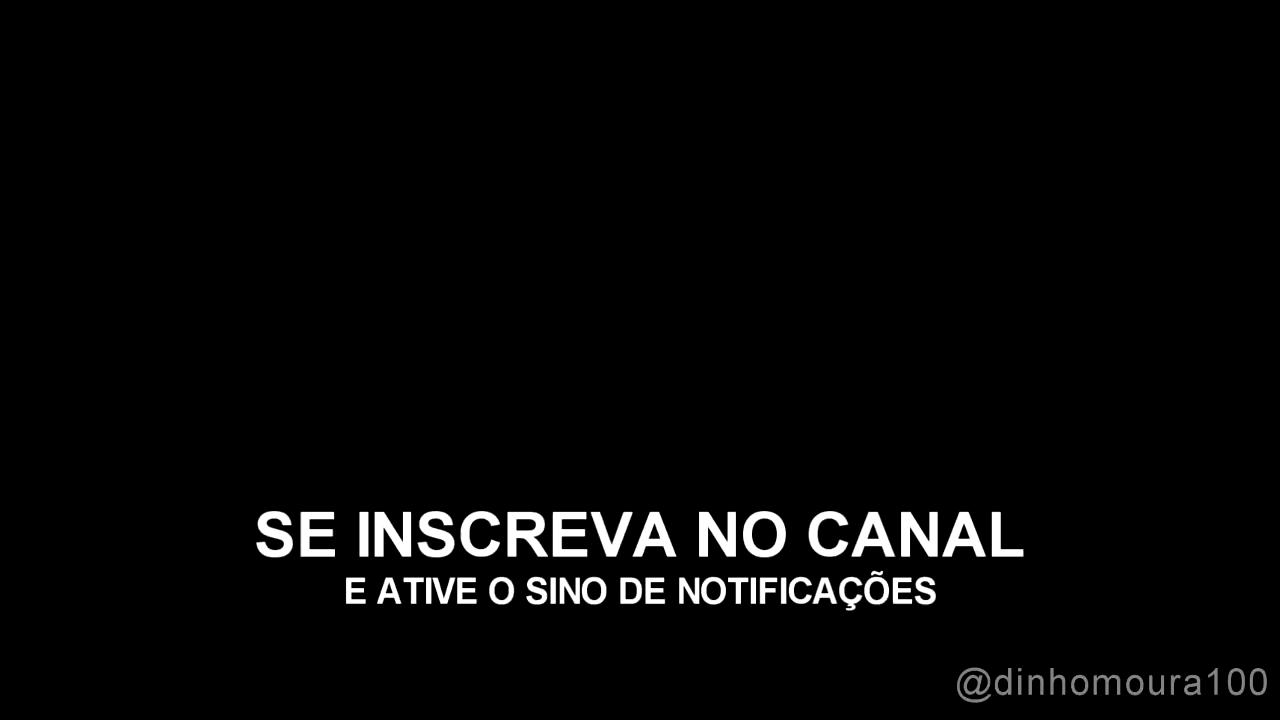 SE INSCREVA NO CANAL
E ATIVE O SINO DE NOTIFICAÇÕES
@dinhomoura100